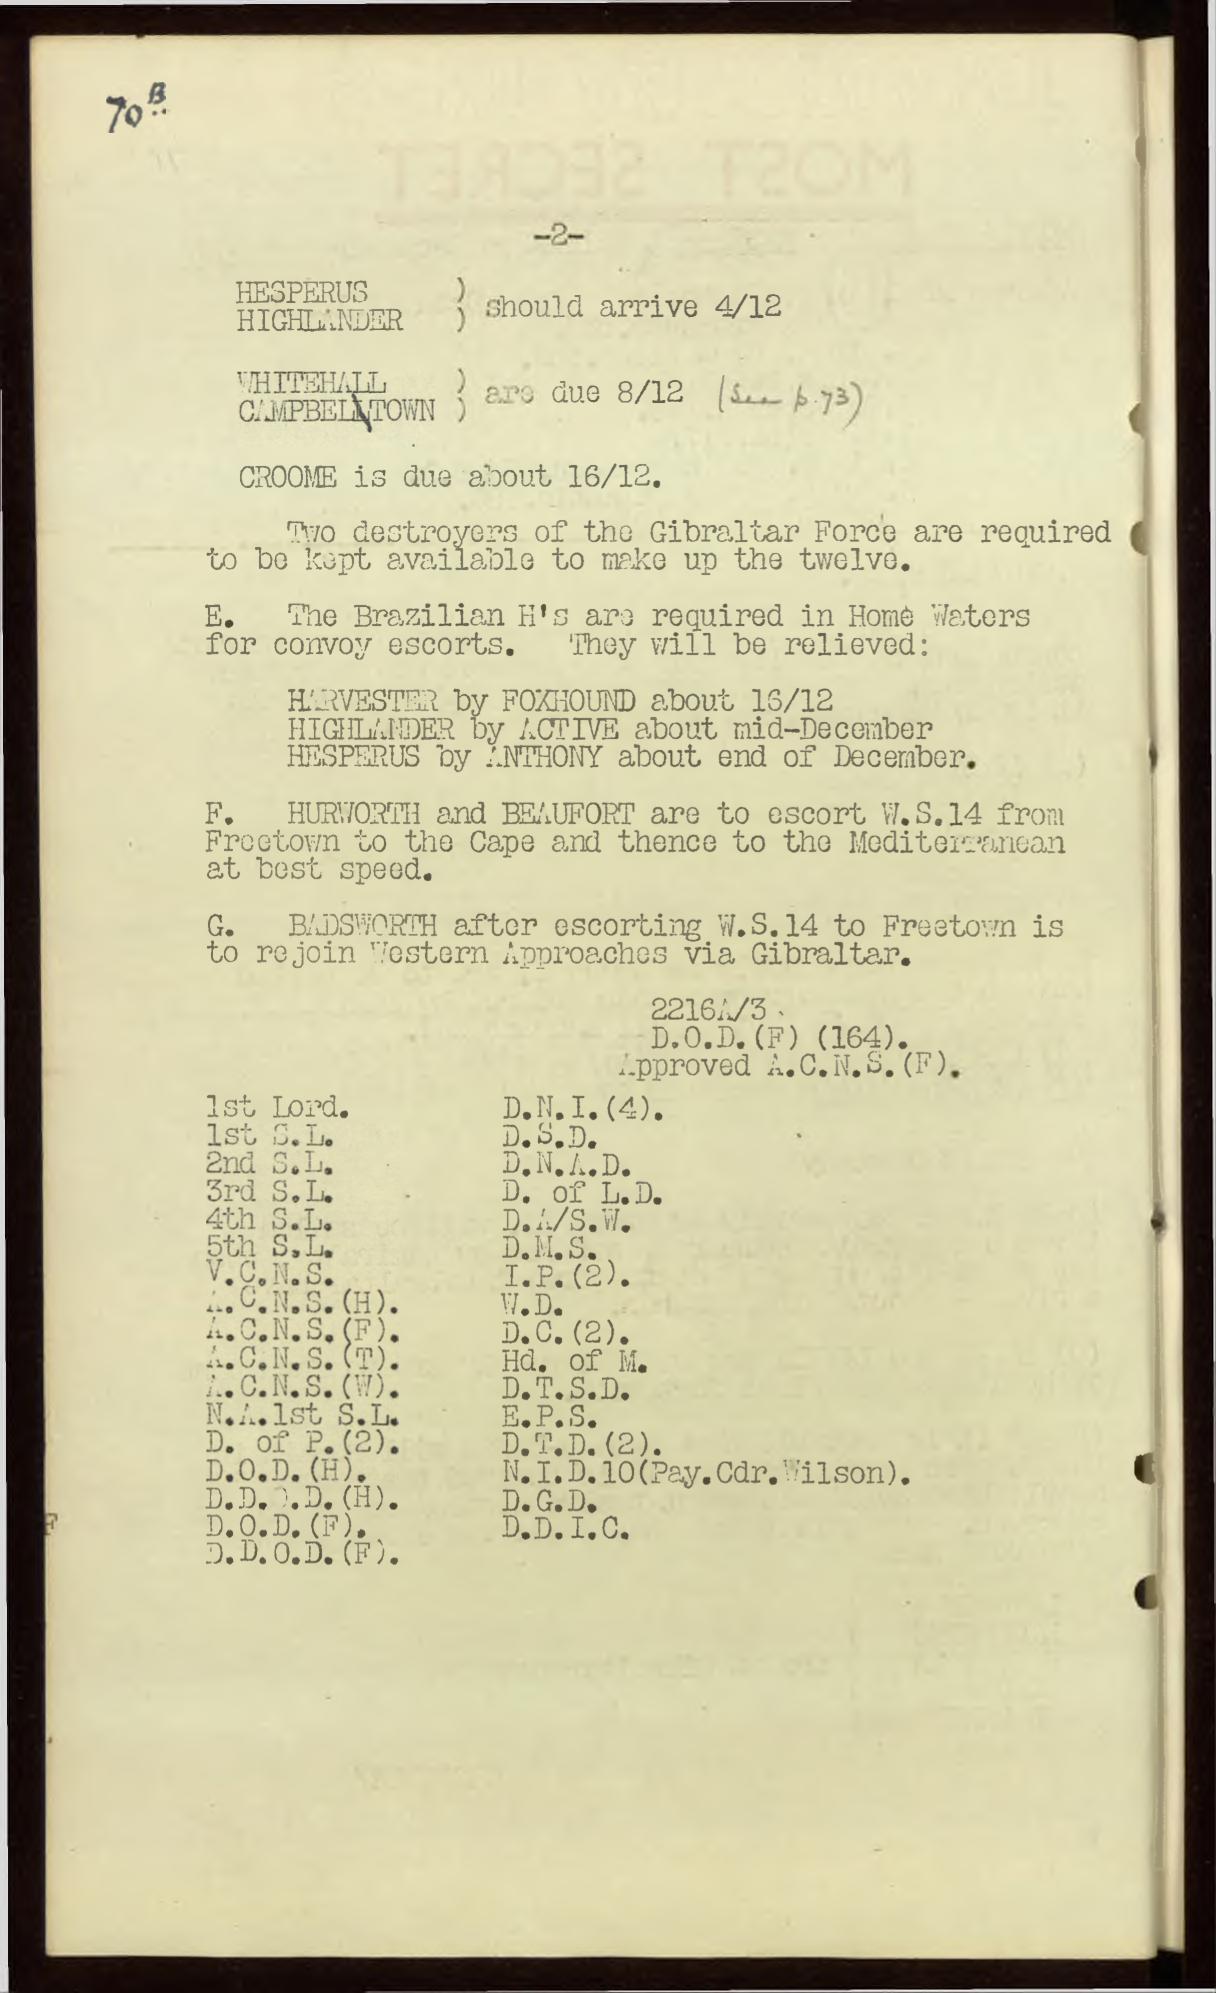 70B
MOST SECRET
-2-
HESPERUS )
HIGHLANDER ) should arrive 4/12
WHITEHALL )
CAMPBELLTOWN ) are due 8/12 (See p.73)
CROOME is due about 16/12.
Two destroyers of the Gibraltar Force are required
to be kept available to make up the twelve.
E. The Brazilian H's are required in Home Waters
for convoy escorts. They will be relieved:
HARVESTER by FOXHOUND about 16/12
HIGHLANDER by ACTIVE about mid-December
HESPERUS by ANTHONY about end of December.
F. HURWORTH and BEAUFORT are to escort W.S.14 from
Freetown to the Cape and thence to the Mediterranean
at best speed.
G. BADSWORTH after escorting W.S.14 to Freetown is
to rejoin Western Approaches via Gibraltar.
2216A/3
D.O.D.(F) (164).
Approved A.C.N.S.(F).
1st Lord. D.N.I.(4).
1st S.L. D.S.D.
2nd S.L. D.N.A.D.
3rd S.L. D. of L.D.
4th S.L. D.A/S.W.
5th S.L. D.M.S.
V.C.N.S. I.P.(2).
A.C.N.S.(H). W.D.
A.C.N.S.(F). D.C.(2).
A.C.N.S.(T). Hd. of M.
A.C.N.S.(W). D.T.S.D.
N.A.1st S.L. E.P.S.
D. of P.(2). D.T.D.(2).
D.O.D.(H). N.I.D.10(Pay.Cdr.Wilson).
D.D.O.D.(H). D.G.D.
D.O.D.(F). D.D.I.C.
D.D.O.D.(F).